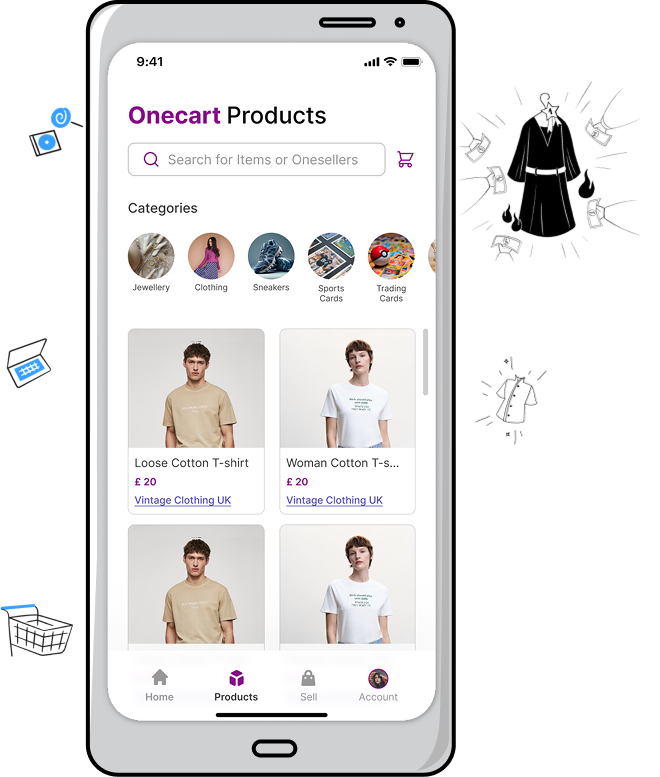 9:41
Onecart Products
Search for Items or Onesellers
Categories
Jewellery
Clothing
Sneakers
Sports
Cards
Trading
Cards
Loose Cotton T-shirt
£ 20
Vintage Clothing UK
Woman Cotton T-s...
£ 20
Vintage Clothing UK
Home
Products
Sell
Account